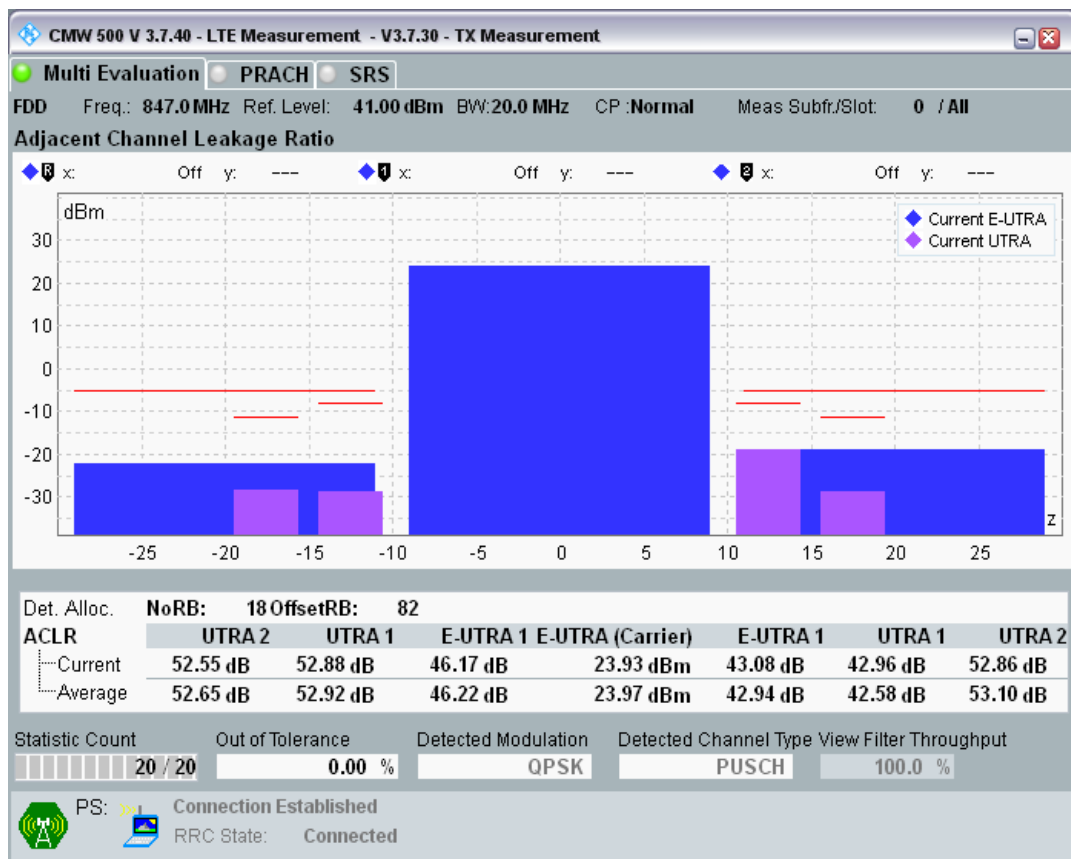 CMW 500 V 3.7.40 - LTE Measurement - V3.7.30 - TX Measurement
Multi Evaluation PRACH SRS
FDD Freq.: 847.0 MHz Ref. Level: 41.00 dBm BW:20.0 MHz CP :Normal Meas Subfr./Slot: 0 / All
Adjacent Channel Leakage Ratio
R x: Off y: --- 1 x: Off y: --- 2 x: Off y: ---
dBm
Current E-UTRA
Current UTRA
30
20
10
0
-10
-20
-30
z
-25 -20 -15 -10 -5 0 5 10 15 20 25
Det. Alloc. NoRB: 18 OffsetRB: 82
ACLR UTRA 2 UTRA 1 E-UTRA 1 E-UTRA (Carrier) E-UTRA 1 UTRA 1 UTRA 2
Current 52.55 dB 52.88 dB 46.17 dB 23.93 dBm 43.08 dB 42.96 dB 52.86 dB
Average 52.65 dB 52.92 dB 46.22 dB 23.97 dBm 42.94 dB 42.58 dB 53.10 dB
Statistic Count Out of Tolerance Detected Modulation Detected Channel Type View Filter Throughput
20 / 20 0.00 % QPSK PUSCH 100.0 %
PS: Connection Established
RRC State: Connected